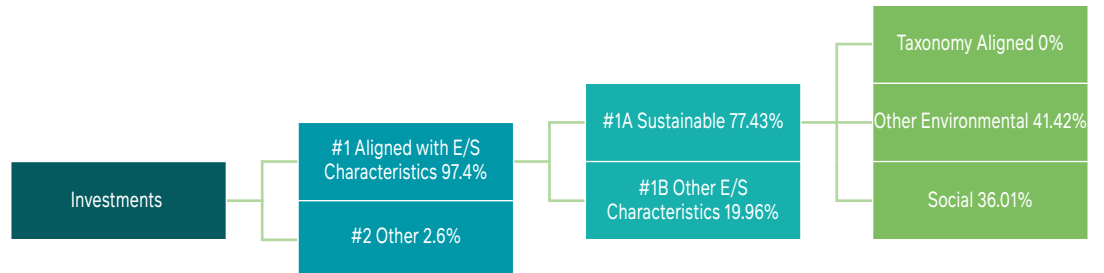 Investments
#1 Aligned with E/S
Characteristics 97.4%
#2 Other 2.6%
#1A Sustainable 77.43%
#1B Other E/S
Characteristics 19.96%
Taxonomy Aligned 0%
Other Environmental 41.42%
Social 36.01%